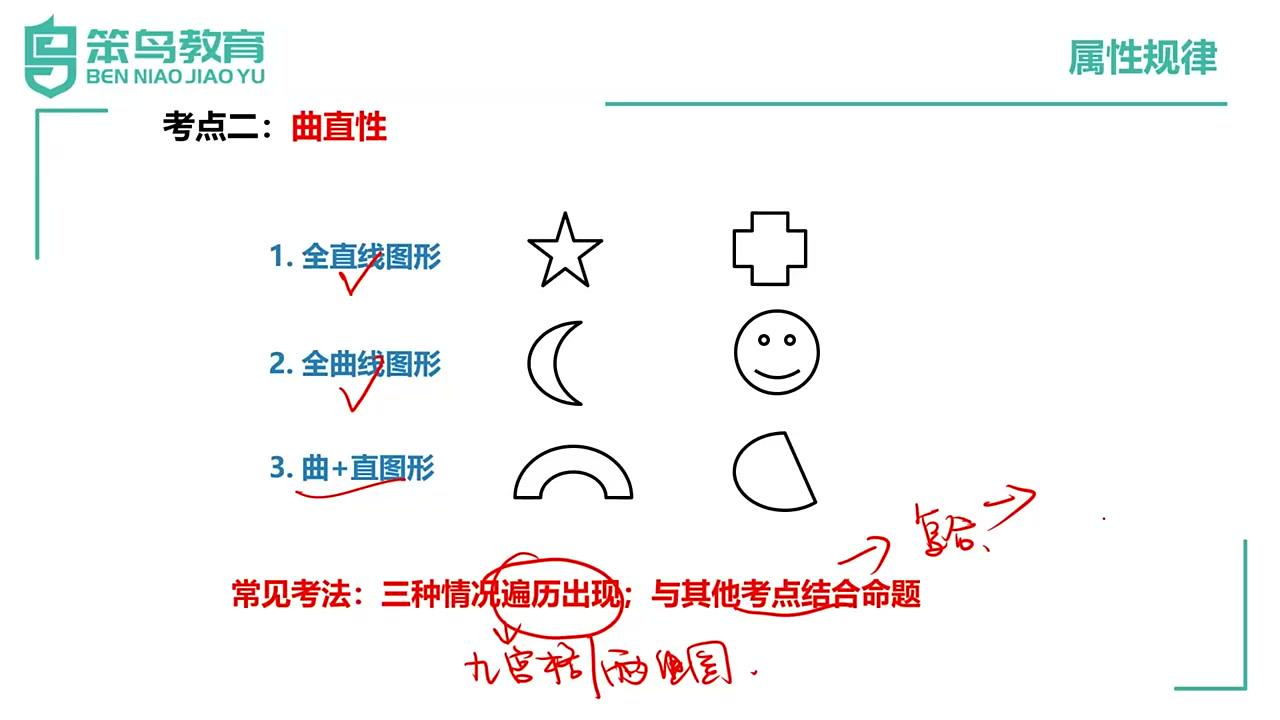 笨鸟教育
BEN NIAO JIAO YU
属性规律
考点二：曲直性
1. 全直线图形
2. 全曲线图形
3. 曲+直图形
复合、
常见考法：三种情况遍历出现；与其他考点结合命题
九宫格 两组图.